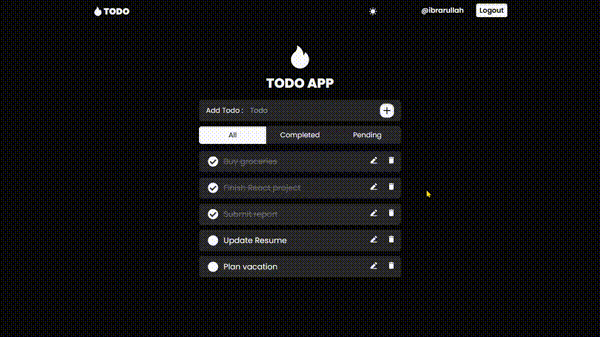 TODO
@ibrarullah
Logout
TODO APP
Add Todo : Todo
All Completed Pending
Buy groceries
Finish React project
Submit report
Update Resume
Plan vacation